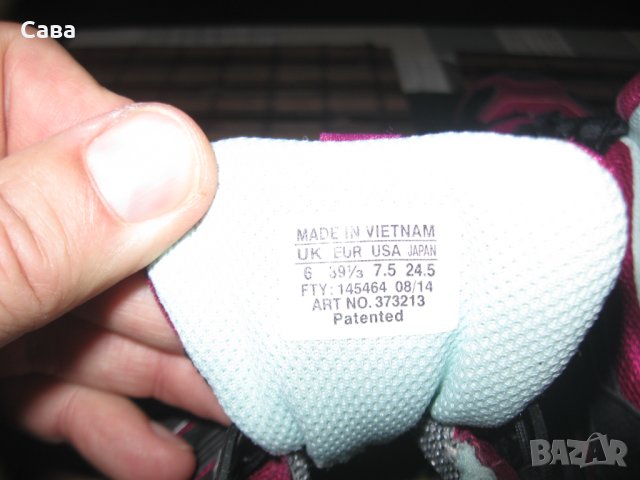 Сава
MADE IN VIETNAM
UK EUR USA JAPAN
6 39⅓ 7.5 24.5
FTY: 145464 08/14
ART NO. 373213
Patented
BAZAR